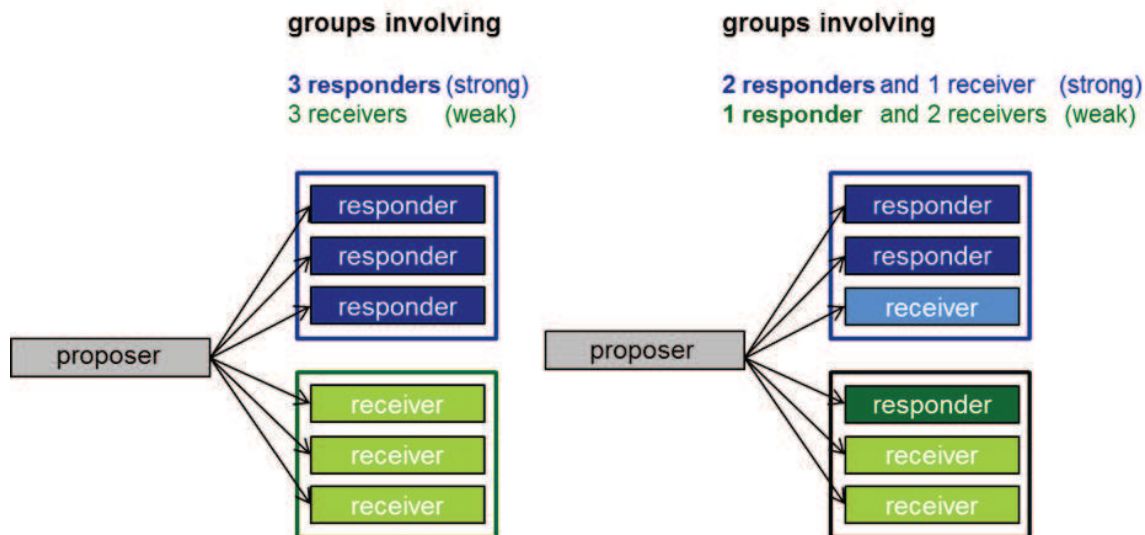 groups involving
3 responders (strong)
3 receivers (weak)
responder
responder
responder
proposer
receiver
receiver
receiver
groups involving
2 responders and 1 receiver (strong)
1 responder and 2 receivers (weak)
responder
responder
receiver
proposer
responder
receiver
receiver